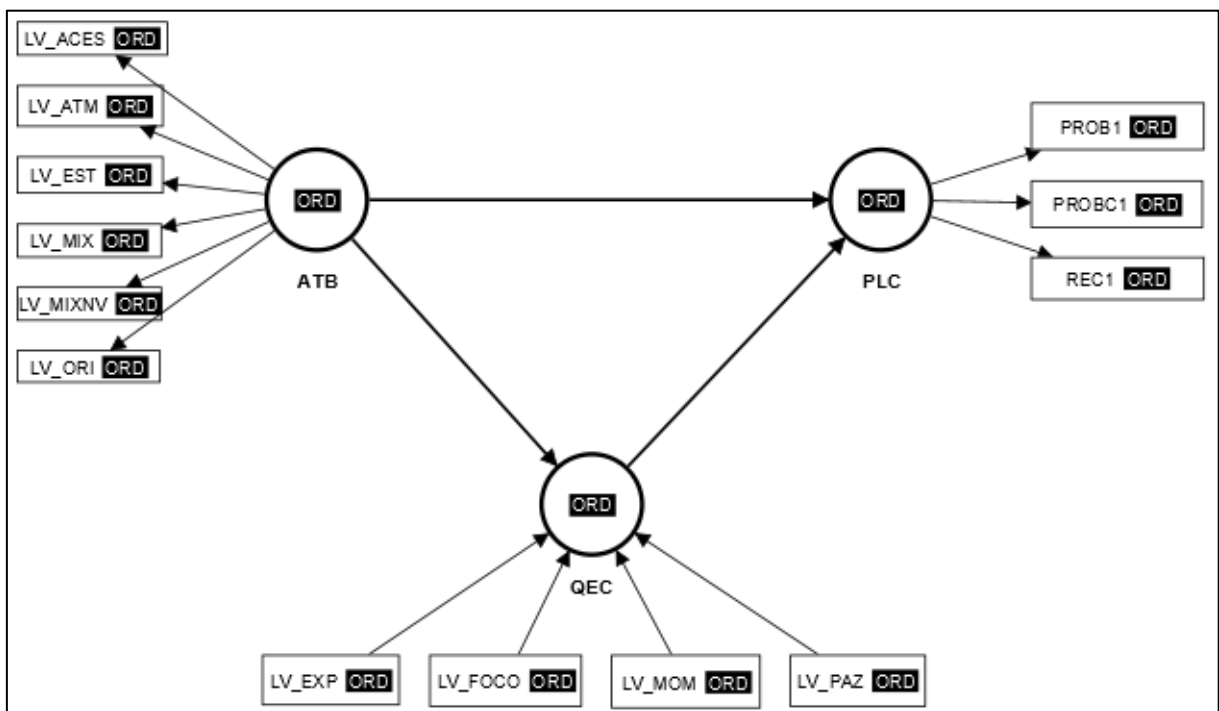 LV_ACES ORD
LV_ATM ORD
LV_EST ORD
LV_MIX ORD
LV_MIXNV ORD
LV_ORI ORD
ORD
ATB
ORD
PLC
PROB1 ORD
PROBC1 ORD
REC1 ORD
ORD
QEC
LV_EXP ORD
LV_FOCO ORD
LV_MOM ORD
LV_PAZ ORD